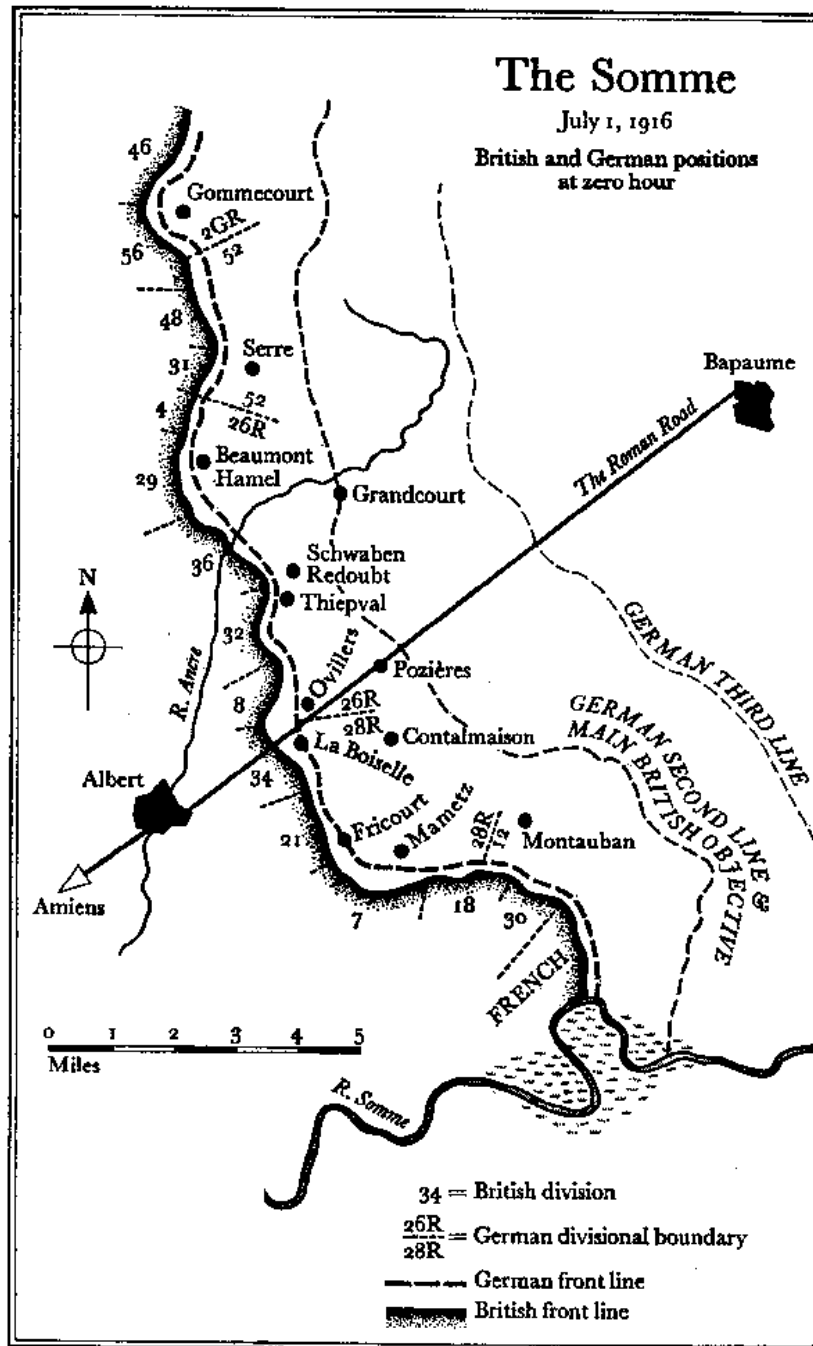 The Somme
July 1, 1916
British and German positions
at zero hour
46
Gommecourt
2GR
52
56
48
31
Serre
52
26R
4
Beaumont
Hamel
29
Grandcourt
Bapaume
The Roman Road
36
Schwaben
Redoubt
Thiepval
N
32
R. Ancre
Ovillers
Pozières
8
26R
28R
La Boiselle
Contalmaison
GERMAN THIRD LINE
GERMAN SECOND LINE &
MAIN BRITISH OBJECTIVE
Albert
34
21
Fricourt
Mametz
28R
12
Montauban
Amiens
7
18
30
FRENCH
0 1 2 3 4 5
Miles
R. Somme
34 = British division
26R
28R
= German divisional boundary
German front line
British front line